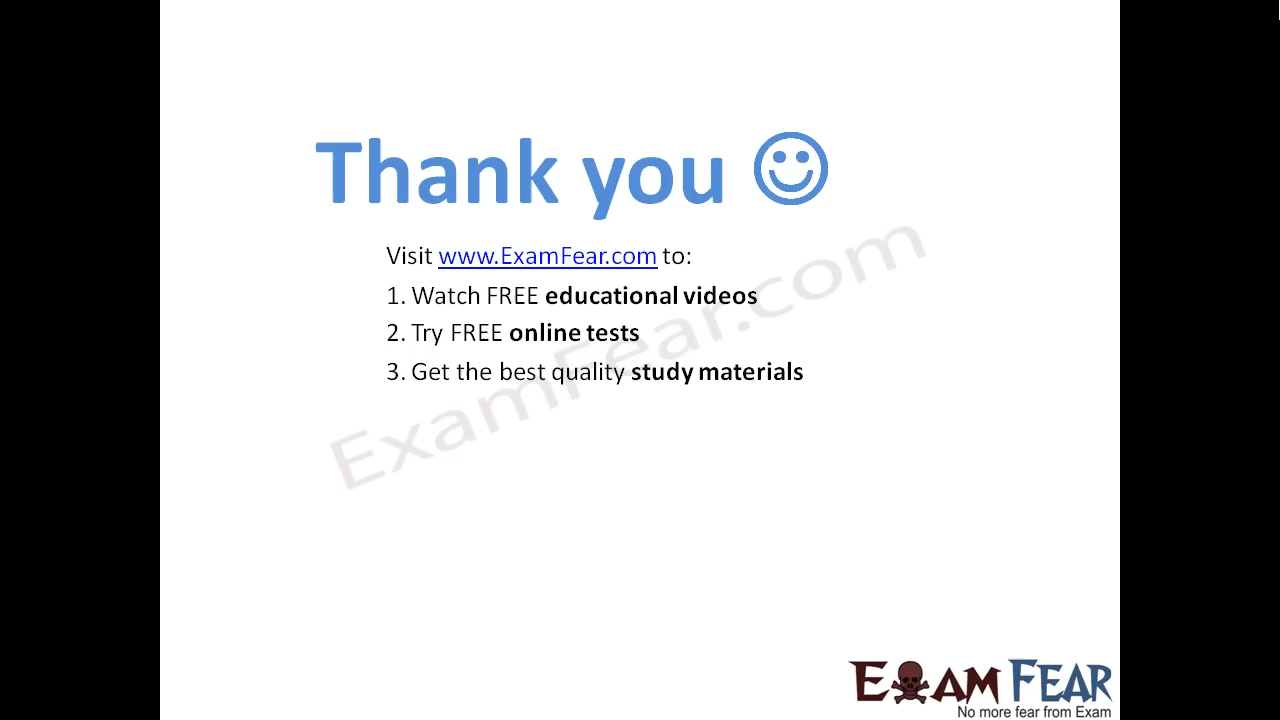 Thank you ☺
Visit www.ExamFear.com to:
1. Watch FREE educational videos
2. Try FREE online tests
3. Get the best quality study materials
ExamFear.com
EXAM FEAR
No more fear from Exam